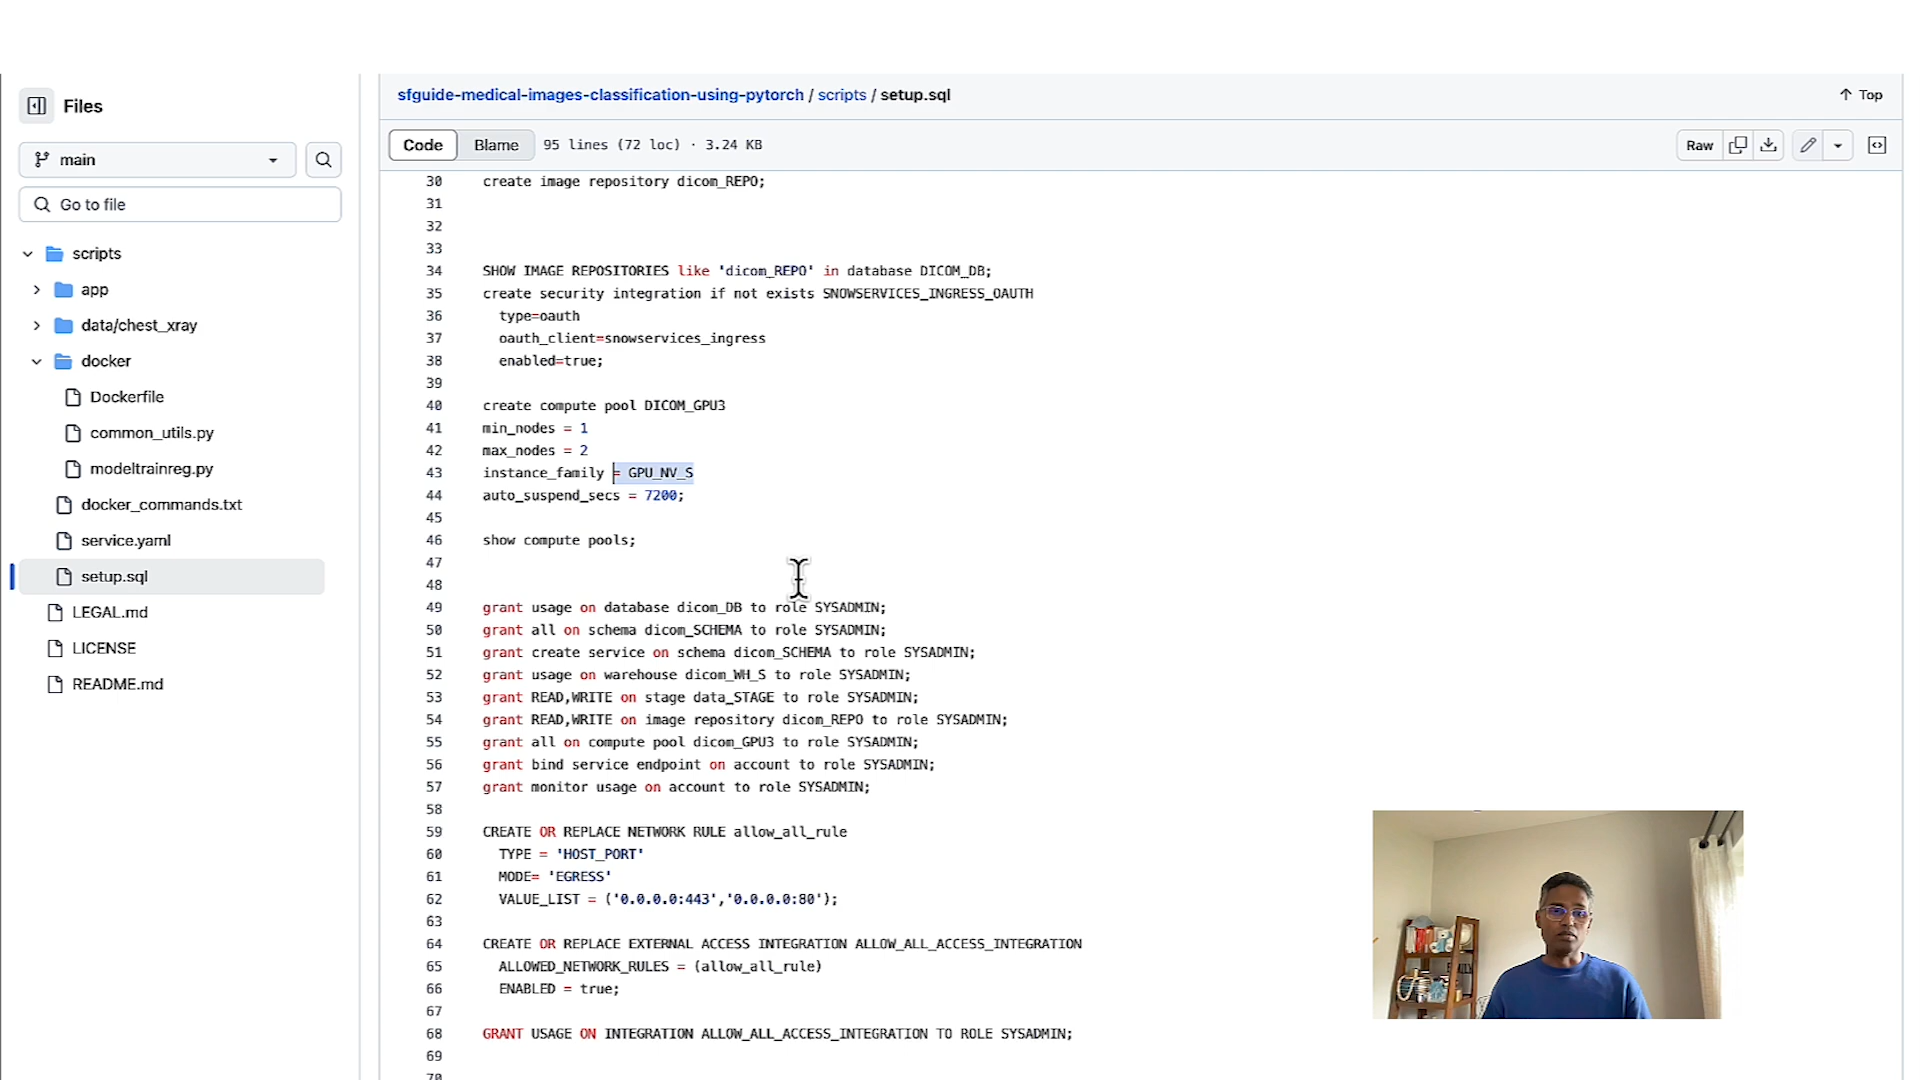 Files
main
Go to file
scripts
app
data/chest_xray
docker
Dockerfile
common_utils.py
modeltrainreg.py
docker_commands.txt
service.yaml
setup.sql
LEGAL.md
LICENSE
README.md
sfguide-medical-images-classification-using-pytorch / scripts / setup.sql
Top
Code Blame 95 lines (72 loc) · 3.24 KB
Raw
30 create image repository dicom_REPO;
31
32
33
34 SHOW IMAGE REPOSITORIES like 'dicom_REPO' in database DICOM_DB;
35 create security integration if not exists SNOWSERVICES_INGRESS_OAUTH
36 type=oauth
37 oauth_client=snowservices_ingress
38 enabled=true;
39
40 create compute pool DICOM_GPU3
41 min_nodes = 1
42 max_nodes = 2
43 instance_family = GPU_NV_S
44 auto_suspend_secs = 7200;
45
46 show compute pools;
47
48
49 grant usage on database dicom_DB to role SYSADMIN;
50 grant all on schema dicom_SCHEMA to role SYSADMIN;
51 grant create service on schema dicom_SCHEMA to role SYSADMIN;
52 grant usage on warehouse dicom_WH_S to role SYSADMIN;
53 grant READ,WRITE on stage data_STAGE to role SYSADMIN;
54 grant READ,WRITE on image repository dicom_REPO to role SYSADMIN;
55 grant all on compute pool dicom_GPU3 to role SYSADMIN;
56 grant bind service endpoint on account to role SYSADMIN;
57 grant monitor usage on account to role SYSADMIN;
58
59 CREATE OR REPLACE NETWORK RULE allow_all_rule
60 TYPE = 'HOST_PORT'
61 MODE= 'EGRESS'
62 VALUE_LIST = ('0.0.0.0:443','0.0.0.0:80');
63
64 CREATE OR REPLACE EXTERNAL ACCESS INTEGRATION ALLOW_ALL_ACCESS_INTEGRATION
65 ALLOWED_NETWORK_RULES = (allow_all_rule)
66 ENABLED = true;
67
68 GRANT USAGE ON INTEGRATION ALLOW_ALL_ACCESS_INTEGRATION TO ROLE SYSADMIN;
69
70